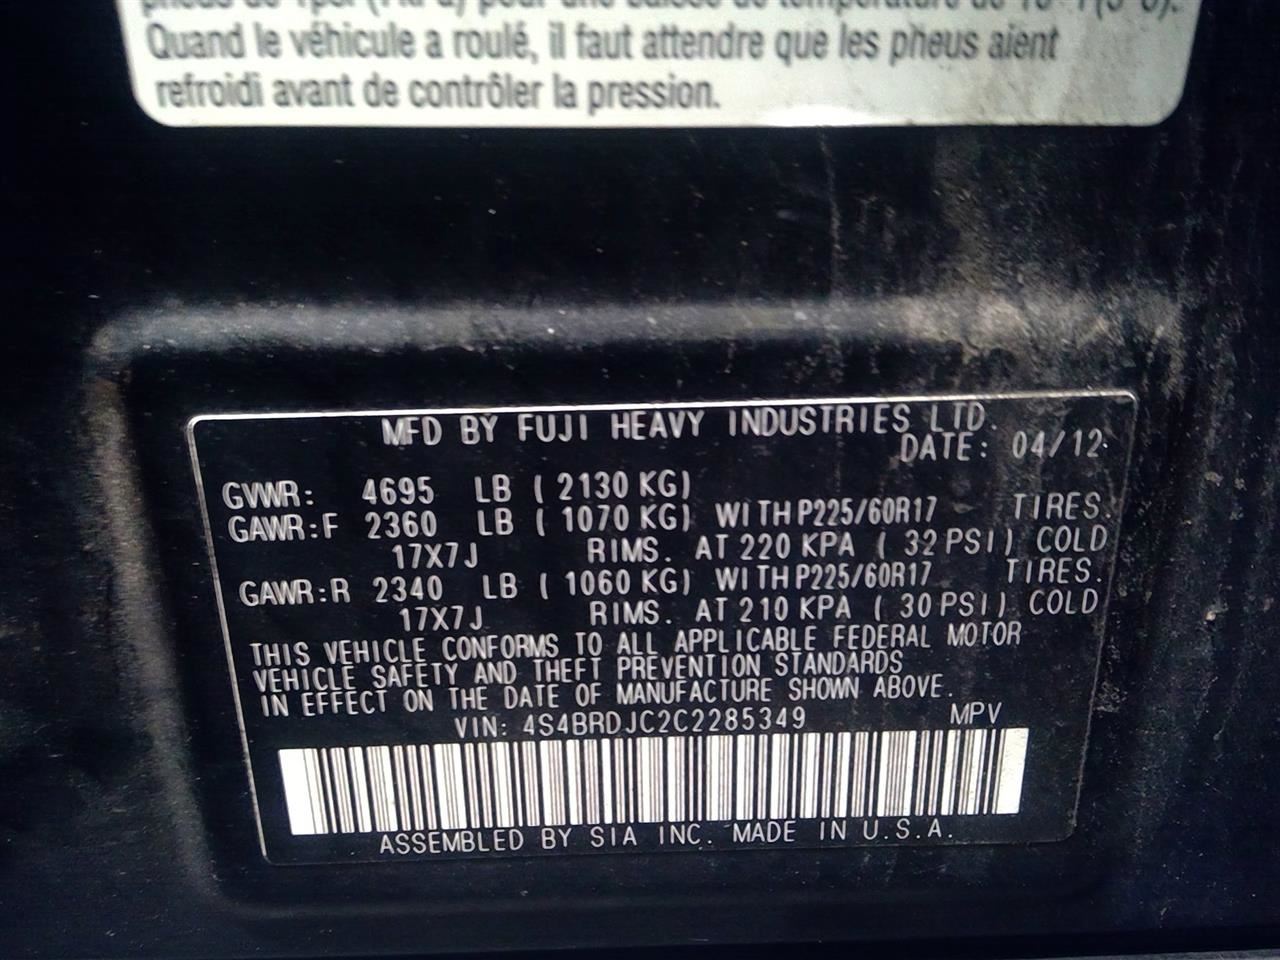 Quand le véhicule a roulé, il faut attendre que les pneus aient
refroidi avant de contrôler la pression.
MFD BY FUJI HEAVY INDUSTRIES LTD.
DATE: 04/12
GVWR: 4695 LB ( 2130 KG)
GAWR:F 2360 LB ( 1070 KG) WITH P225/60R17 TIRES.
17X7J RIMS. AT 220 KPA ( 32 PSI) COLD
GAWR:R 2340 LB ( 1060 KG) WITH P225/60R17 TIRES.
17X7J RIMS. AT 210 KPA ( 30 PSI) COLD
THIS VEHICLE CONFORMS TO ALL APPLICABLE FEDERAL MOTOR
VEHICLE SAFETY AND THEFT PREVENTION STANDARDS
IN EFFECT ON THE DATE OF MANUFACTURE SHOWN ABOVE.
VIN: 4S4BRDJC2C2285349 MPV
ASSEMBLED BY SIA INC. MADE IN U.S.A.